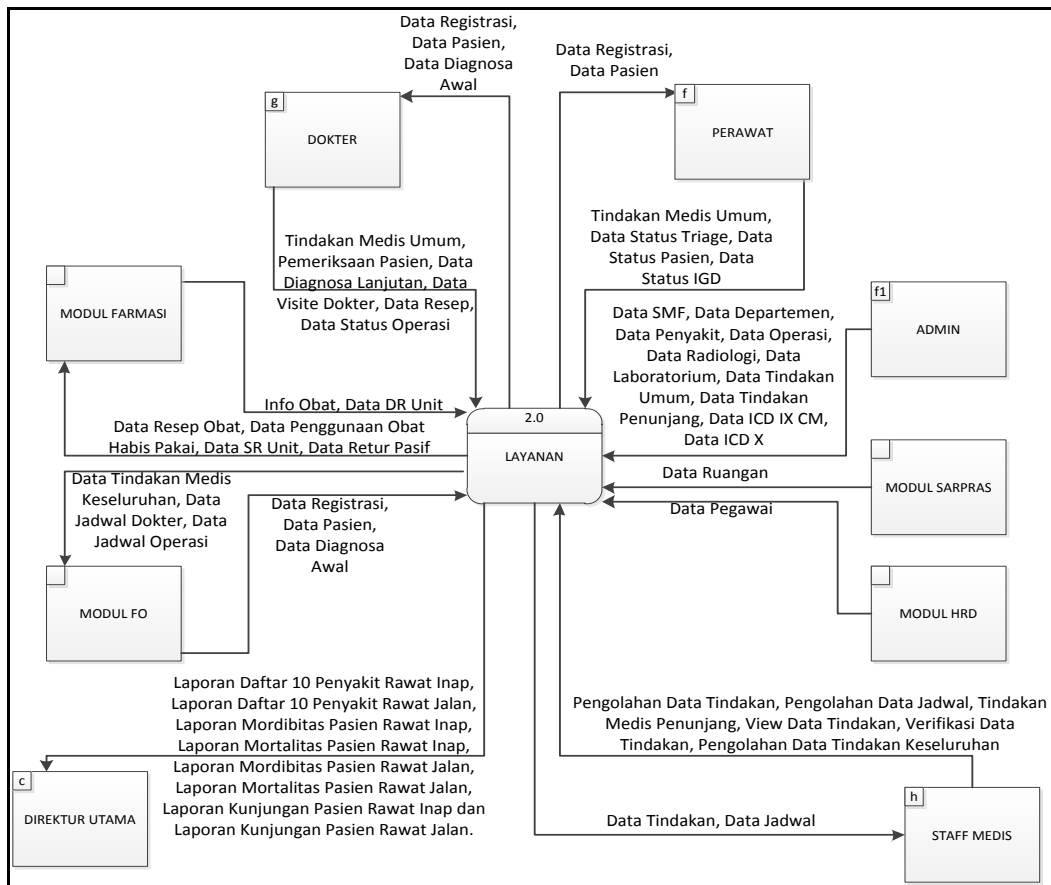 Data Registrasi,
Data Pasien,
Data Diagnosa
Awal
Data Registrasi,
Data Pasien
g
DOKTER
f
PERAWAT
Tindakan Medis Umum,
Pemeriksaan Pasien, Data
Diagnosa Lanjutan, Data
Visite Dokter, Data Resep,
Data Status Operasi
Tindakan Medis Umum,
Data Status Triage, Data
Status Pasien, Data
Status IGD
MODUL FARMASI
f1
ADMIN
Data SMF, Data Departemen,
Data Penyakit, Data Operasi,
Data Radiologi, Data
Laboratorium, Data Tindakan
Umum, Data Tindakan
Penunjang, Data ICD IX CM,
Data ICD X
Info Obat, Data DR Unit
Data Resep Obat, Data Penggunaan Obat
Habis Pakai, Data SR Unit, Data Retur Pasif
2.0
LAYANAN
Data Ruangan
MODUL SARPRAS
Data Pegawai
Data Tindakan Medis
Keseluruhan, Data
Jadwal Dokter, Data
Jadwal Operasi
Data Registrasi,
Data Pasien,
Data Diagnosa
Awal
MODUL FO
MODUL HRD
Laporan Daftar 10 Penyakit Rawat Inap,
Laporan Daftar 10 Penyakit Rawat Jalan,
Laporan Mordibitas Pasien Rawat Inap,
Laporan Mortalitas Pasien Rawat Inap,
Laporan Mordibitas Pasien Rawat Jalan,
Laporan Mortalitas Pasien Rawat Jalan,
Laporan Kunjungan Pasien Rawat Inap dan
Laporan Kunjungan Pasien Rawat Jalan.
Pengolahan Data Tindakan, Pengolahan Data Jadwal, Tindakan
Medis Penunjang, View Data Tindakan, Verifikasi Data
Tindakan, Pengolahan Data Tindakan Keseluruhan
c
DIREKTUR UTAMA
Data Tindakan, Data Jadwal
h
STAFF MEDIS